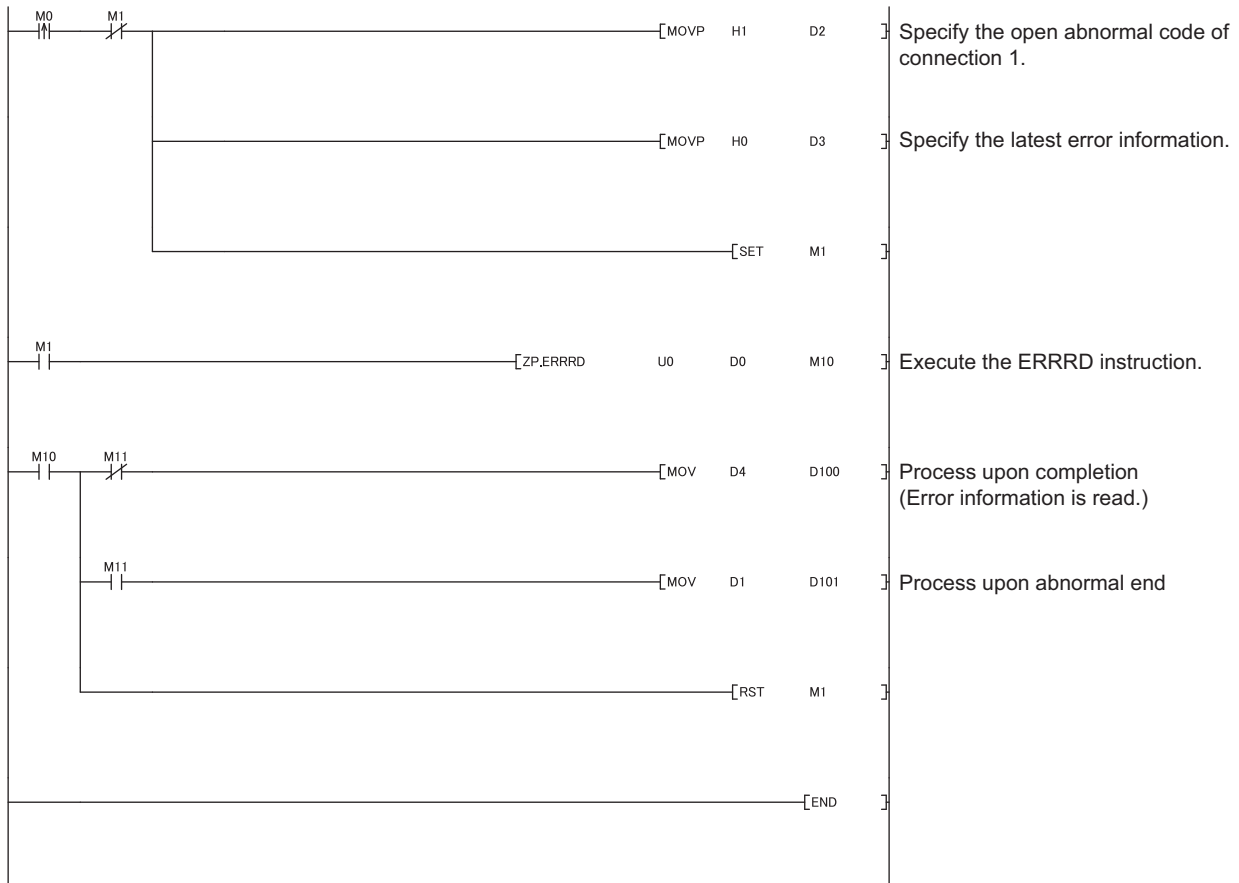 M0 M1
MOVP H1 D2 Specify the open abnormal code of
connection 1.
MOVP H0 D3 Specify the latest error information.
SET M1
M1
ZP.ERRRD U0 D0 M10 Execute the ERRRD instruction.
M10 M11
MOV D4 D100 Process upon completion
(Error information is read.)
M11
MOV D1 D101 Process upon abnormal end
RST M1
END